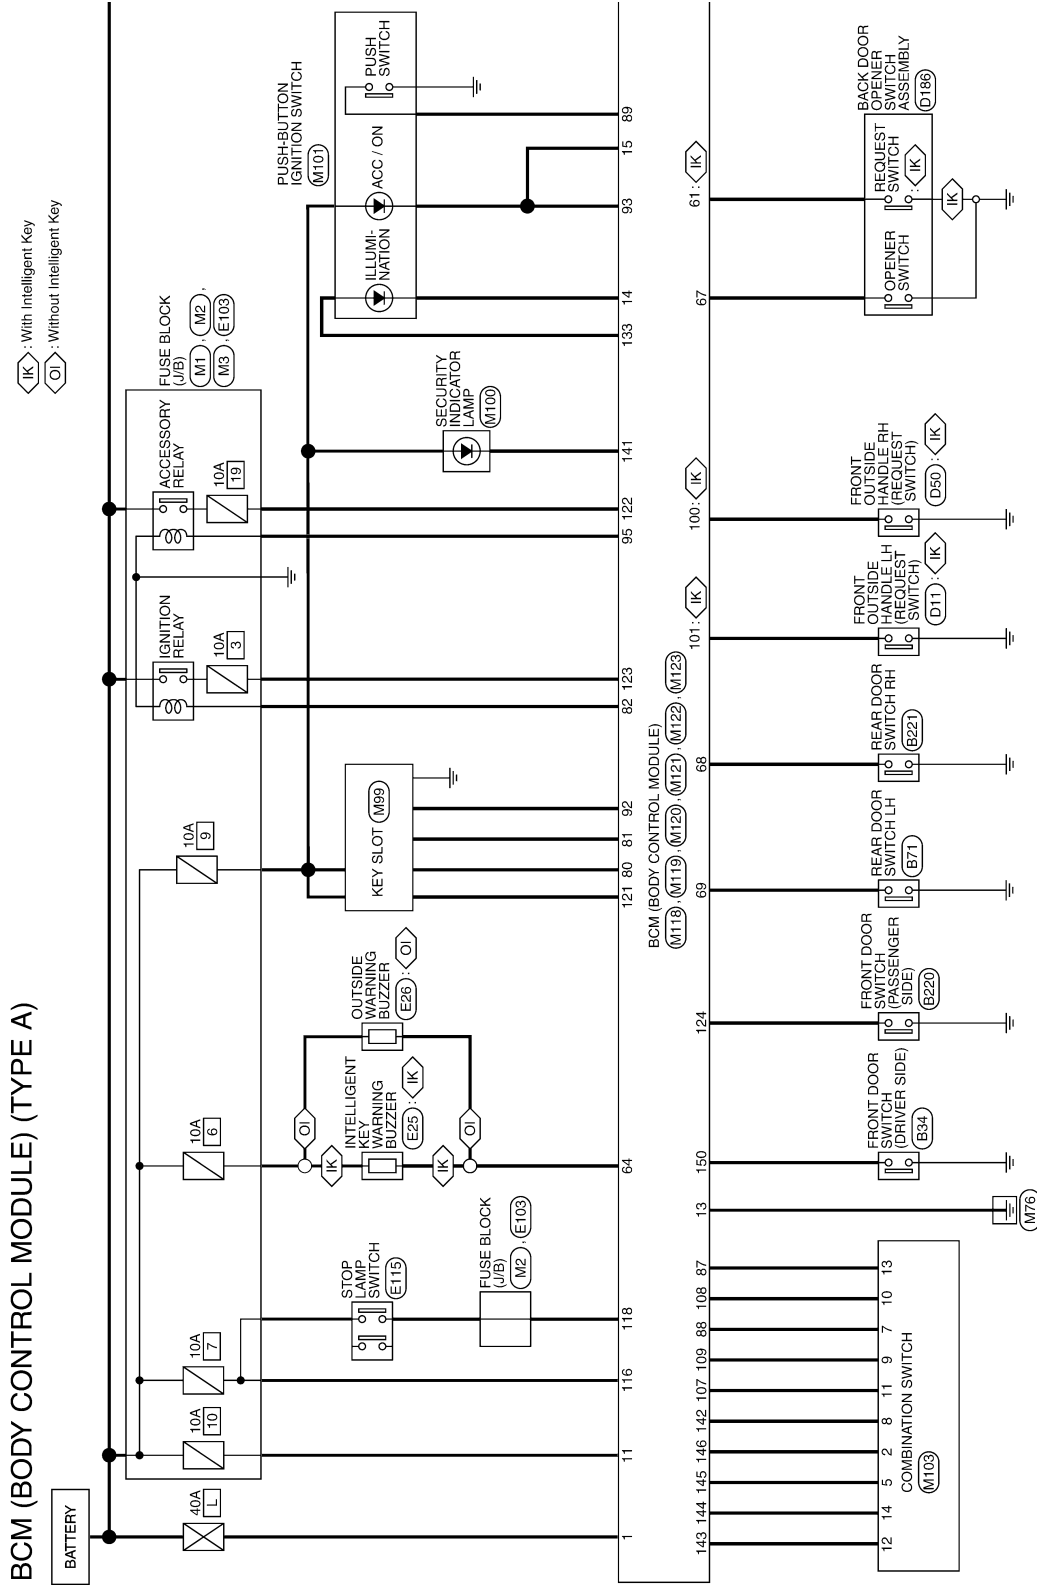 BCM (BODY CONTROL MODULE) (TYPE A)
IK : With Intelligent Key
OI : Without Intelligent Key
BATTERY
40A
L
10A
10
10A
7
10A
6
10A
9
IGNITION
RELAY
10A
3
ACCESSORY
RELAY
10A
19
FUSE BLOCK
(J/B)
M1 , M2 ,
M3 , E103
STOP
LAMP
SWITCH
E115
FUSE BLOCK
(J/B)
M2 , E103
OI
IK
INTELLIGENT
KEY
WARNING
BUZZER
E25 : IK
IK
OI
OUTSIDE
WARNING
BUZZER
E26 : OI
KEY SLOT M99
SECURITY
INDICATOR
LAMP
M100
PUSH-BUTTON
IGNITION SWITCH
M101
ILLUMI-
NATION
ACC / ON
PUSH
SWITCH
1
11
116
118
64
121
80
81
92
82
123
95
122
141
133
14
93
15
89
BCM (BODY CONTROL MODULE)
M118 , M119 , M120 , M121 , M122 , M123
143
144
145
146
142
107
109
88
108
87
13
150
124
69
68
101 : IK
100 : IK
67
61 : IK
12
14
5
2
8
11
9
7
10
13
COMBINATION SWITCH
M103
M76
FRONT DOOR
SWITCH
(DRIVER SIDE)
B34
FRONT DOOR
SWITCH
(PASSENGER
SIDE)
B220
REAR DOOR
SWITCH LH
B71
REAR DOOR
SWITCH RH
B221
FRONT
OUTSIDE
HANDLE LH
(REQUEST
SWITCH)
D11 : IK
FRONT
OUTSIDE
HANDLE RH
(REQUEST
SWITCH)
D50 : IK
OPENER
SWITCH
REQUEST
SWITCH
: IK
IK
BACK DOOR
OPENER
SWITCH
ASSEMBLY
D186